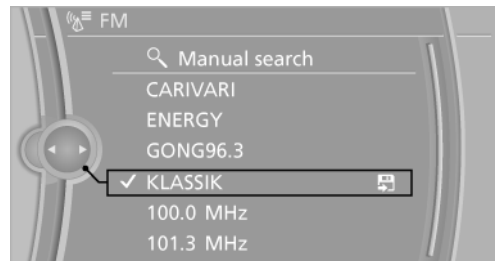 FM
Manual search
CARIVARI
ENERGY
GONG96.3
KLASSIK
100.0 MHz
101.3 MHz